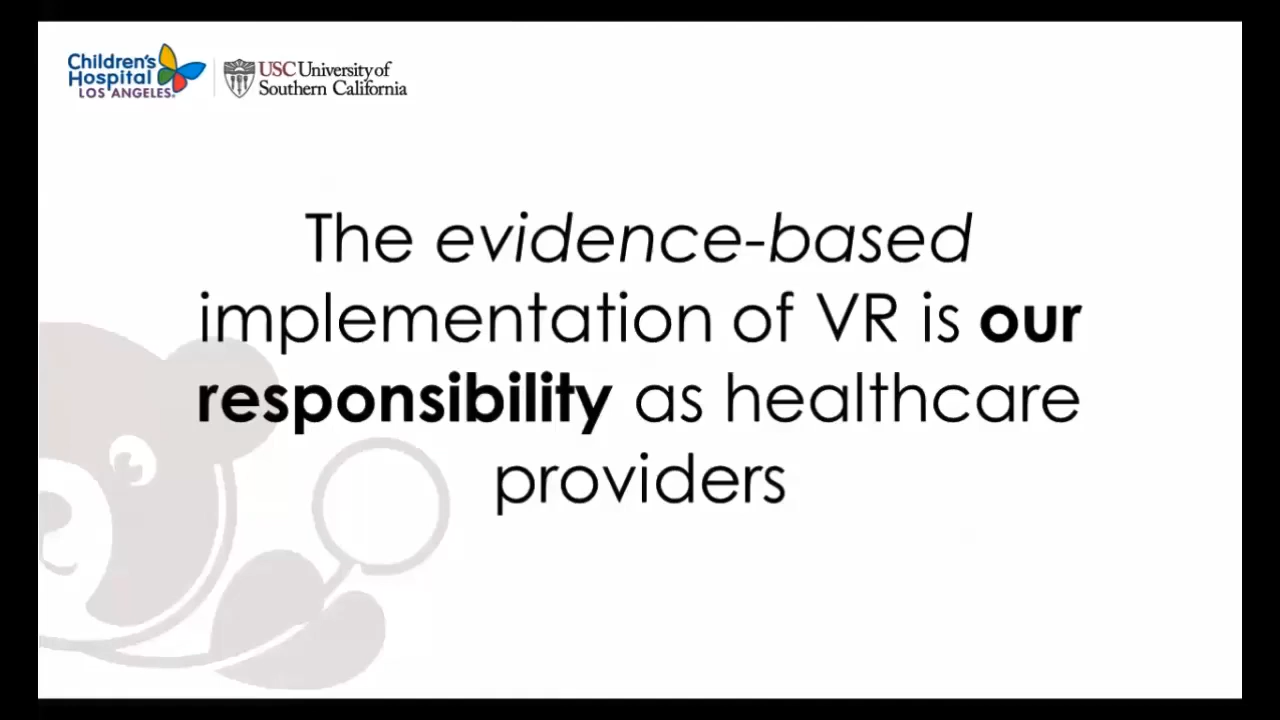 Children's
Hospital
LOS ANGELES
USC University of
Southern California
The evidence-based
implementation of VR is our
responsibility as healthcare
providers